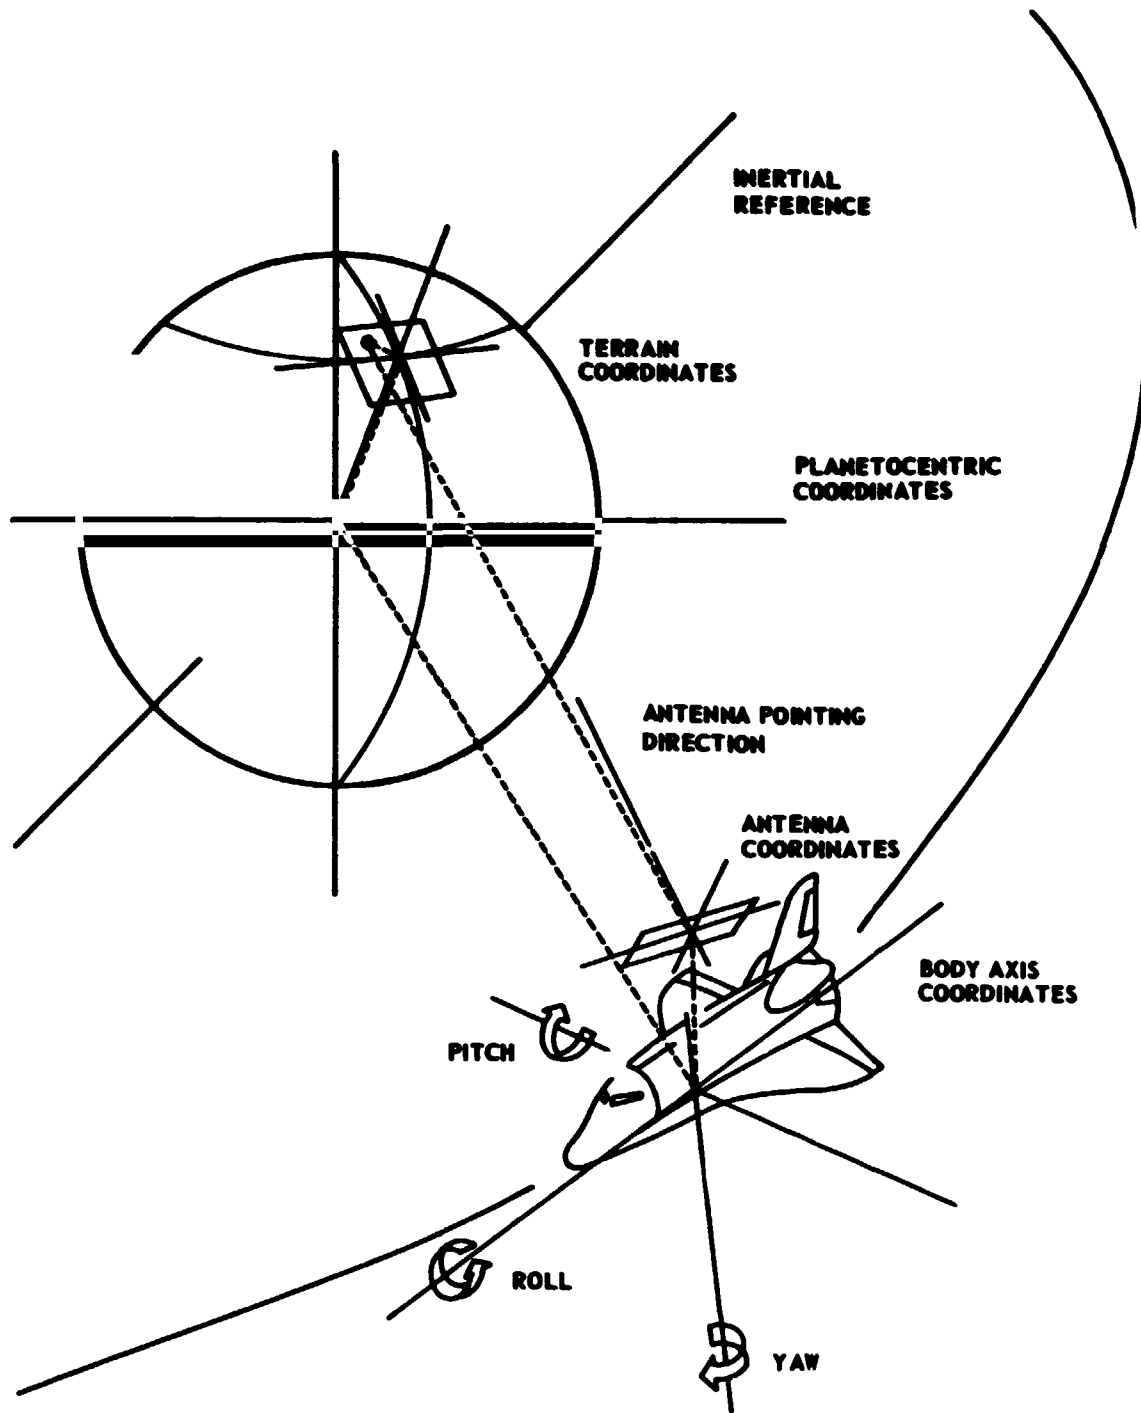 INERTIAL
REFERENCE
TERRAIN
COORDINATES
PLANETOCENTRIC
COORDINATES
ANTENNA POINTING
DIRECTION
ANTENNA
COORDINATES
BODY AXIS
COORDINATES
PITCH
ROLL
YAW